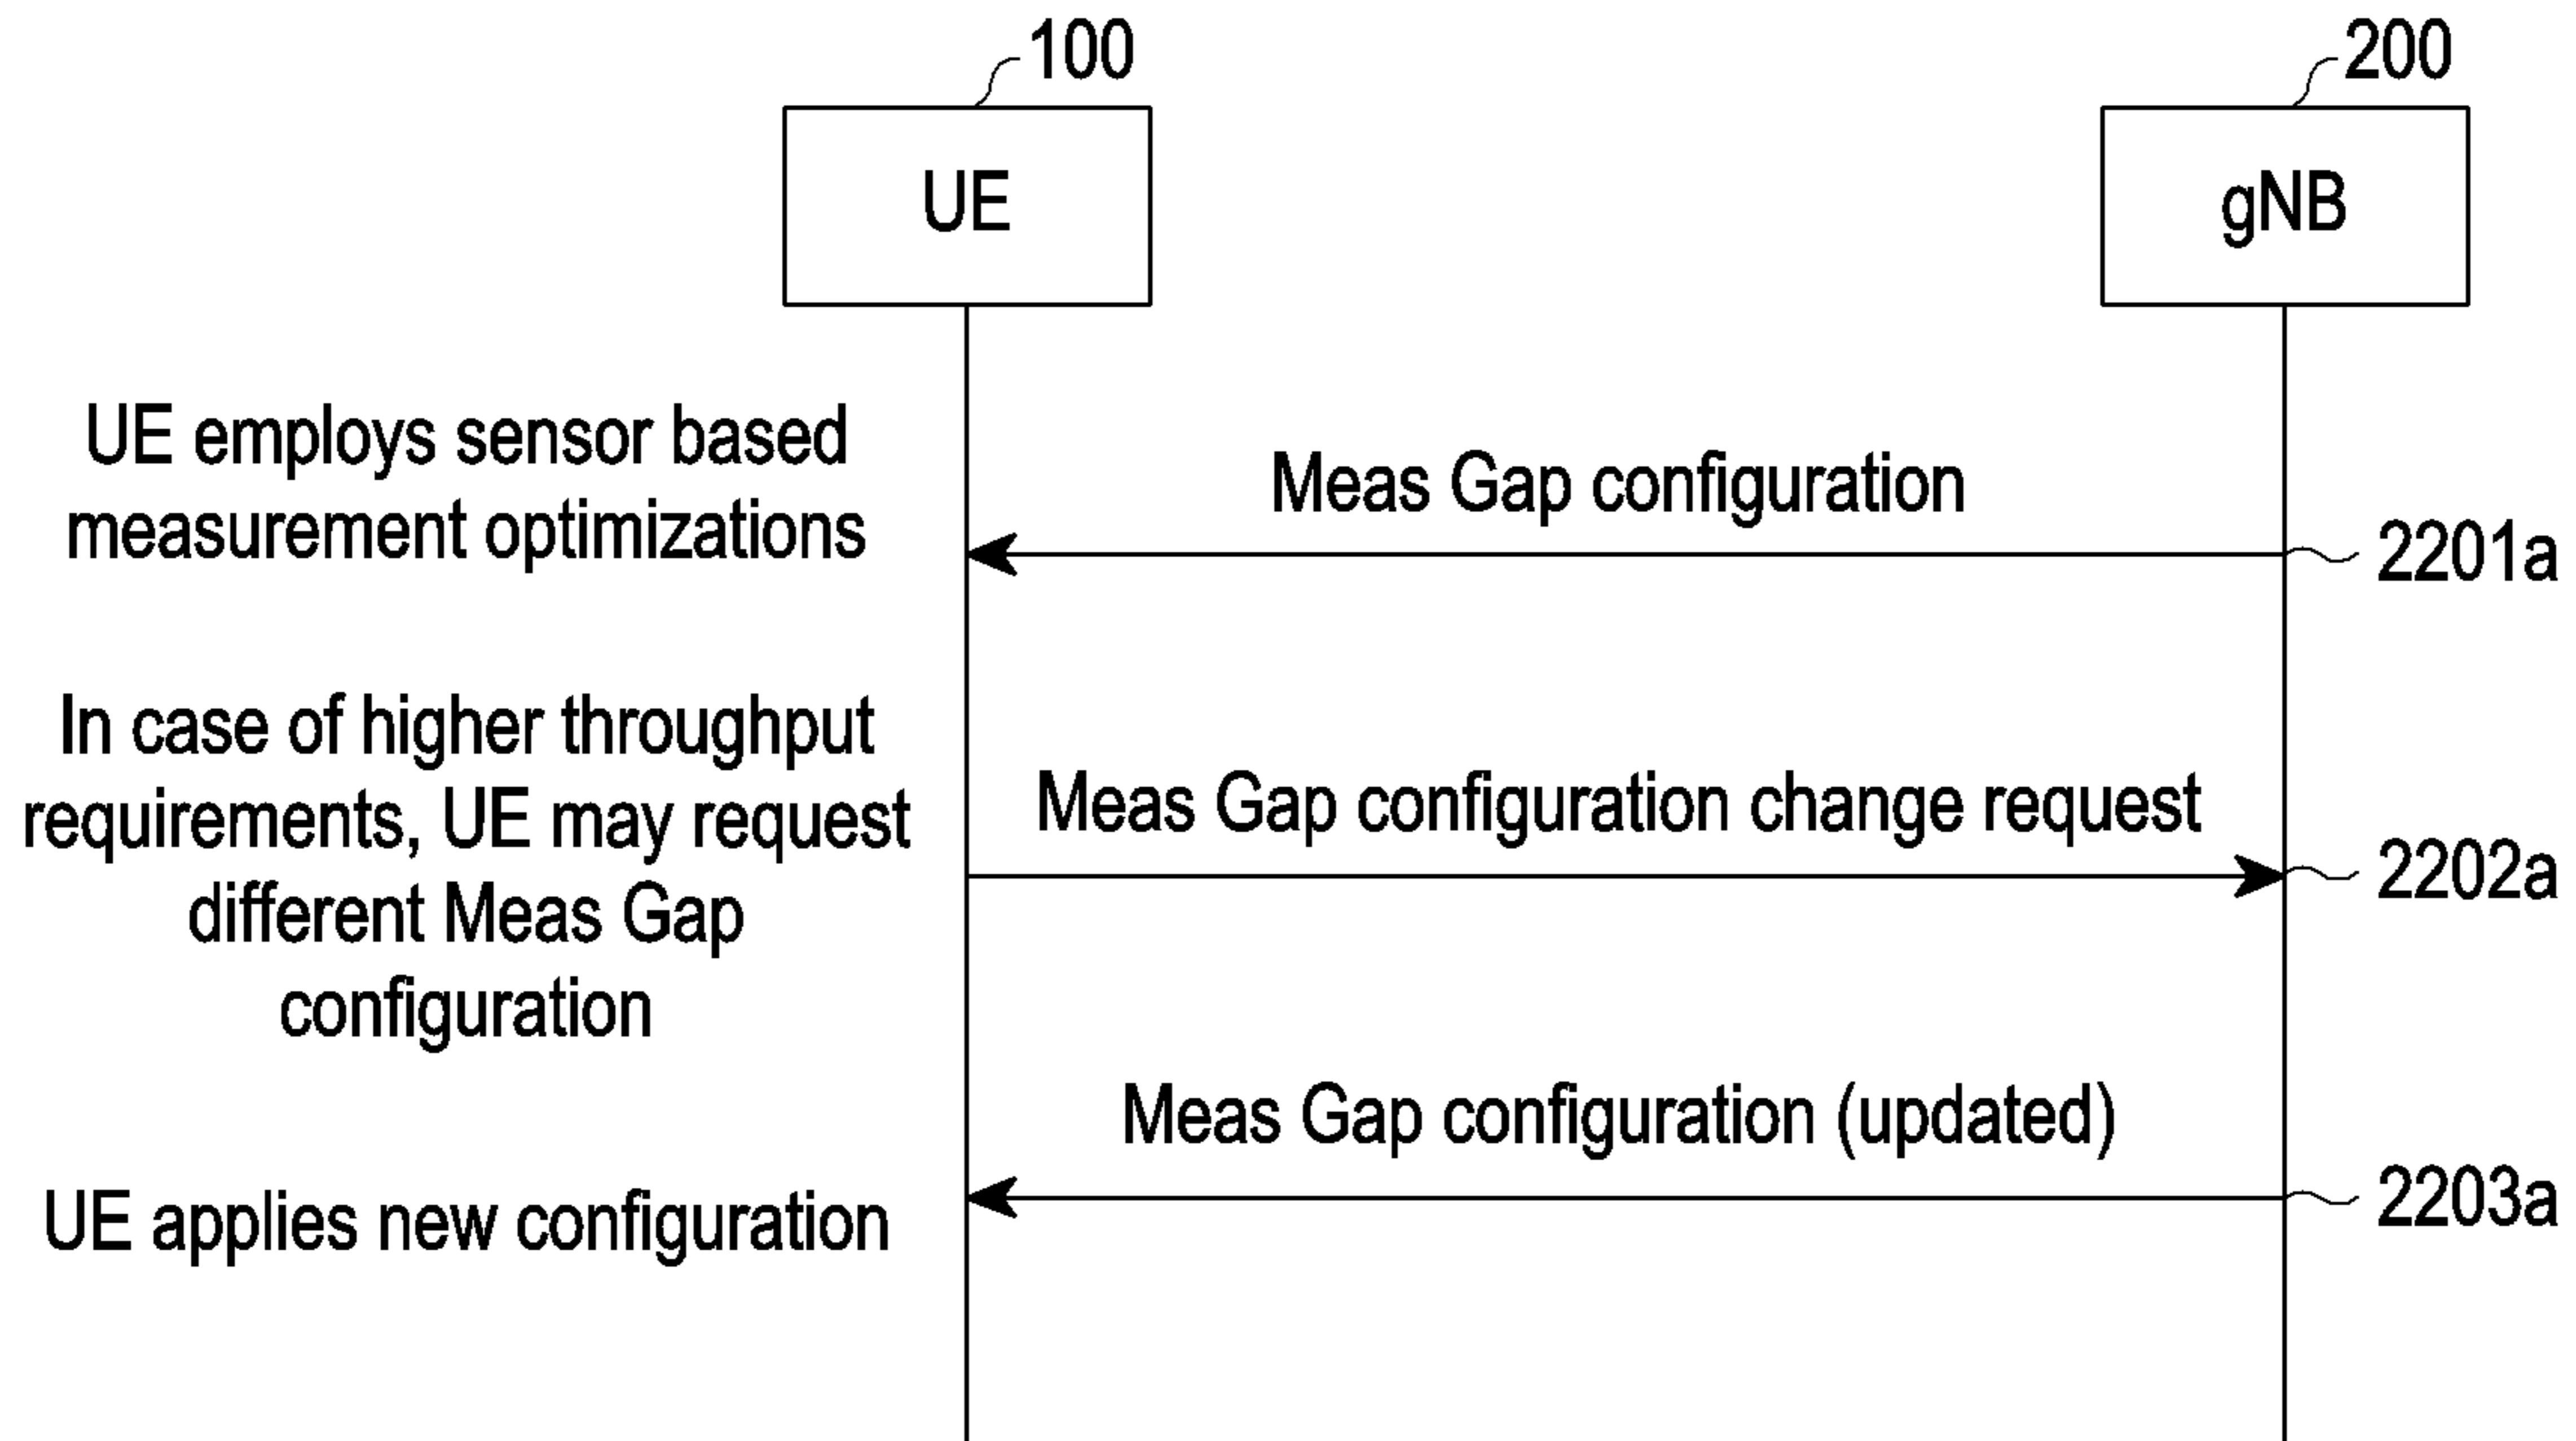 100
200
UE
gNB
UE employs sensor based
measurement optimizations
Meas Gap configuration
2201a
In case of higher throughput
requirements, UE may request
different Meas Gap
configuration
Meas Gap configuration change request
2202a
Meas Gap configuration (updated)
2203a
UE applies new configuration